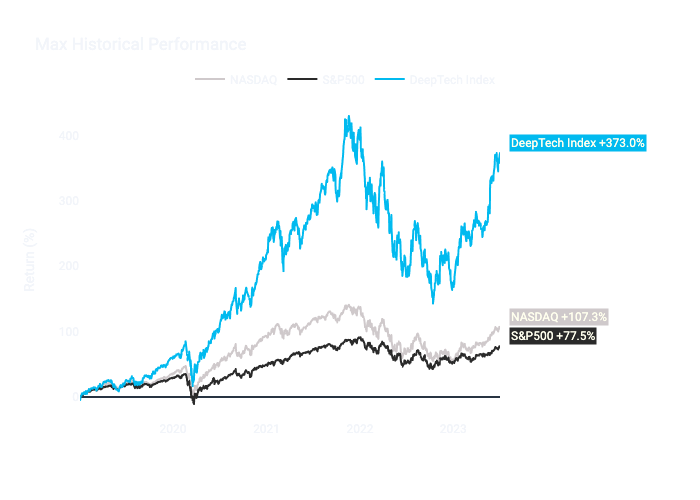 Max Historical Performance
NASDAQ S&P500 DeepTech Index
400
DeepTech Index +373.0%
300
Return (%)
200
NASDAQ +107.3%
100
S&P500 +77.5%
2020 2021 2022 2023